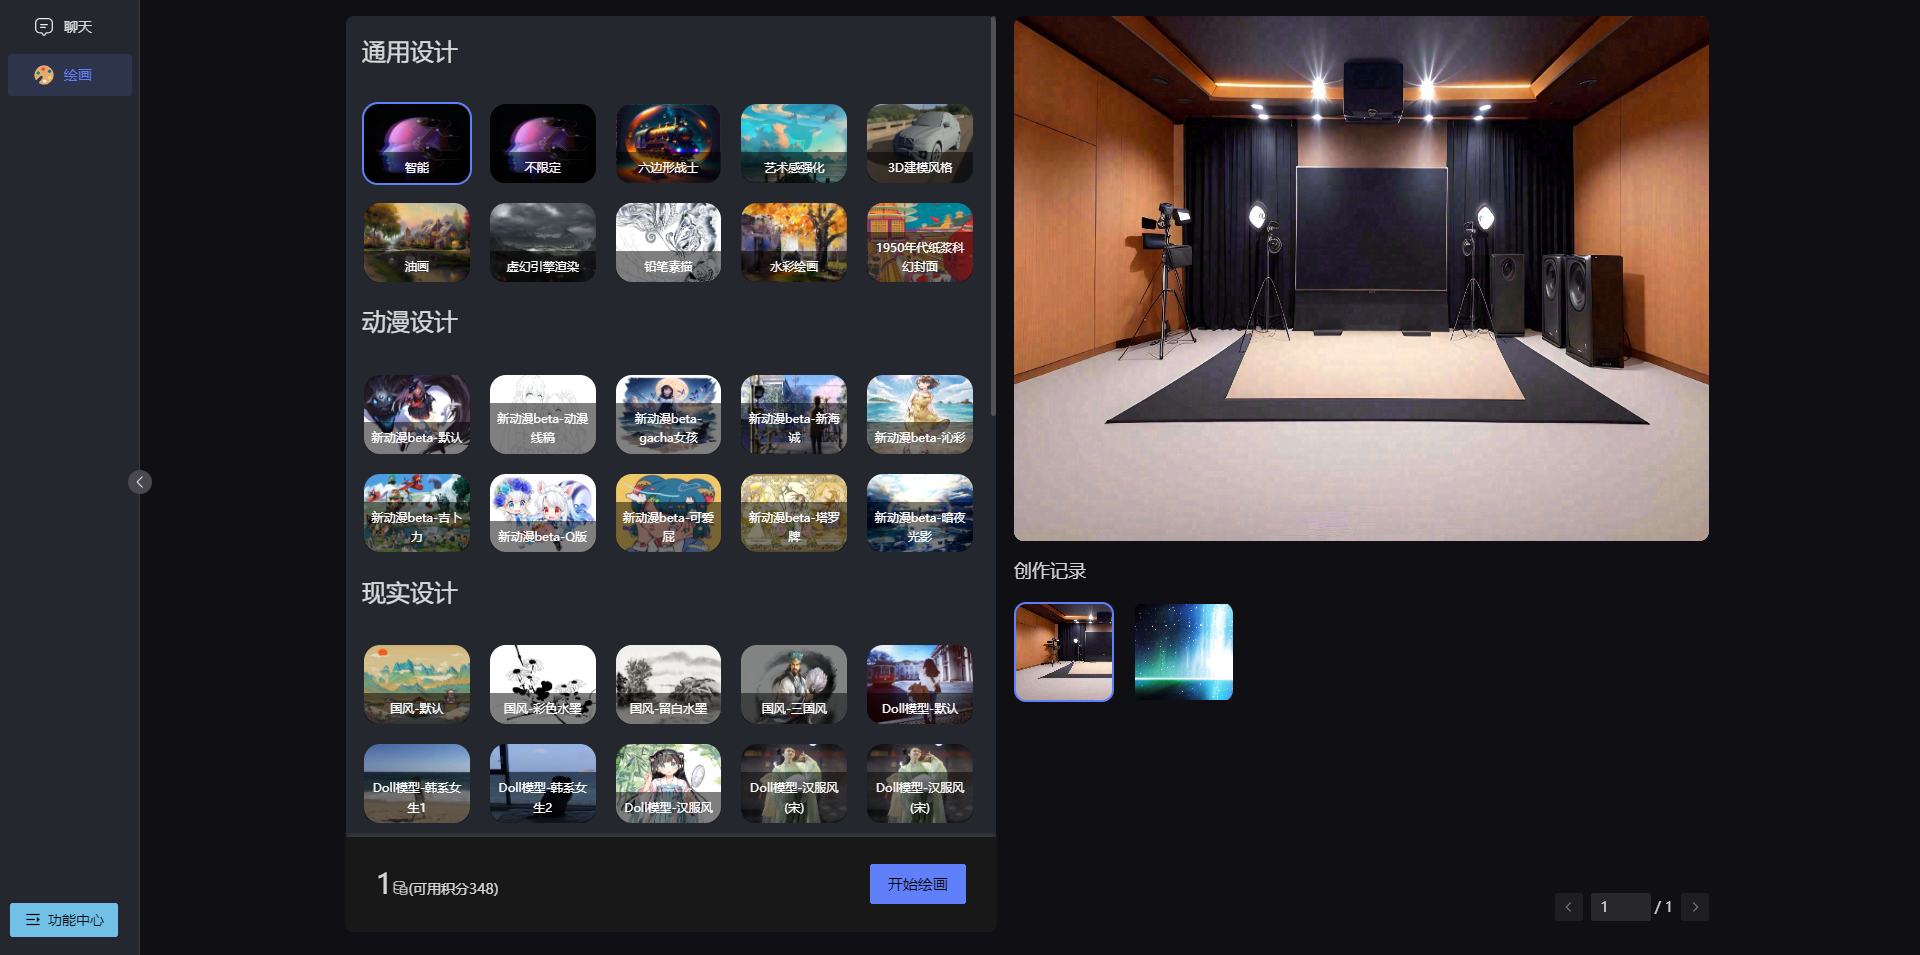 聊天
绘画
功能中心
通用设计
智能
不限定
六边形战士
艺术感强化
3D建模风格
油画
虚幻引擎渲染
铅笔素描
水彩绘画
1950年代纸浆科
幻封面
动漫设计
新动漫beta-默认
新动漫beta-动漫
线稿
新动漫beta-
gacha女孩
新动漫beta-新海
诚
新动漫beta-沁彩
新动漫beta-吉卜
力
新动漫beta-Q版
新动漫beta-可爱
屁
新动漫beta-塔罗
牌
新动漫beta-暗夜
光影
现实设计
国风-默认
国风-彩色水墨
国风-留白水墨
国风-三国风
Doll模型-默认
Doll模型-韩系女
生1
Doll模型-韩系女
生2
Doll模型-汉服风
Doll模型-汉服风
(宋)
Doll模型-汉服风
(宋)
1(可用积分348)
开始绘画
创作记录
1 / 1